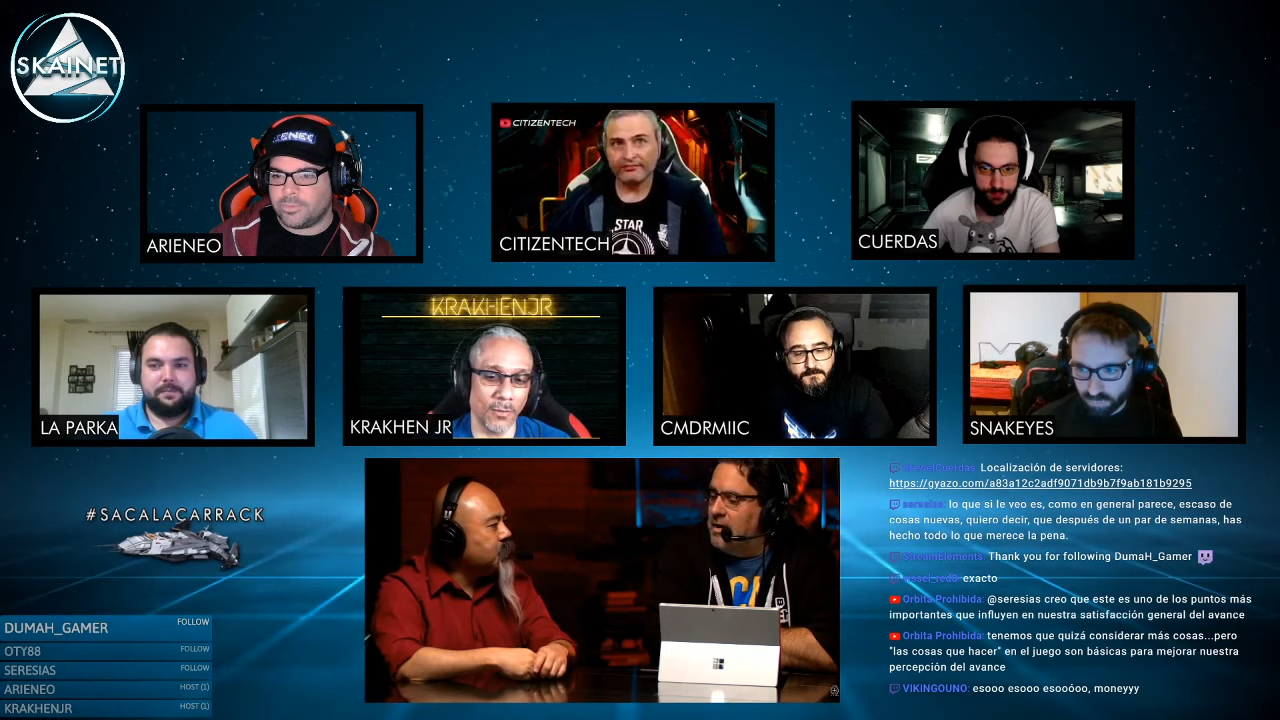 SKAINET
ARIENEO
CITIZENTECH
STAR
CITIZENTECH
CUERDAS
LA PARKA
KRAKHENJR
KRAKHEN JR
CMDRMIIC
SNAKEYES
#SACALACARRACK
DUMAH_GAMER FOLLOW
OTY88 FOLLOW
SERESIAS FOLLOW
ARIENEO HOST (1)
KRAKHENJR HOST (1)
Localización de servidores:
https://gyazo.com/a83a12c2adf9071db9b7f9ab181b9295
seresias: lo que si le veo es, como en general parece, escaso de
cosas nuevas, quiero decir, que después de un par de semanas, has
hecho todo lo que merece la pena.
StreamElements: Thank you for following DumaH_Gamer
exacto
Orbita Prohibida: @seresias creo que este es uno de los puntos más
importantes que influyen en nuestra satisfacción general del avance
Orbita Prohibida: tenemos que quizá considerar más cosas...pero
"las cosas que hacer" en el juego son básicas para mejorar nuestra
percepción del avance
VIKINGOUNO: esooo esooo esooóoo, moneyyy